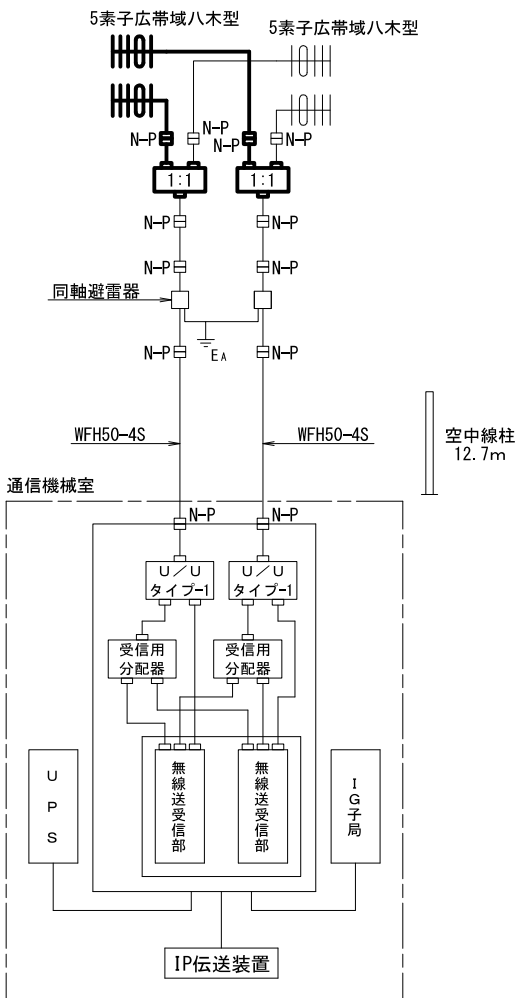 5素子広帯域八木型
5素子広帯域八木型
N-P
N-P
N-P
N-P
1:1
1:1
N-P
N-P
N-P
N-P
同軸避雷器
EA
N-P
N-P
WFH50-4S
WFH50-4S
空中線柱
12.7m
通信機械室
N-P
N-P
U/U
タイプ-1
U/U
タイプ-1
受信用
分配器
受信用
分配器
UPS
無線送受信部
無線送受信部
IG子局
IP伝送装置